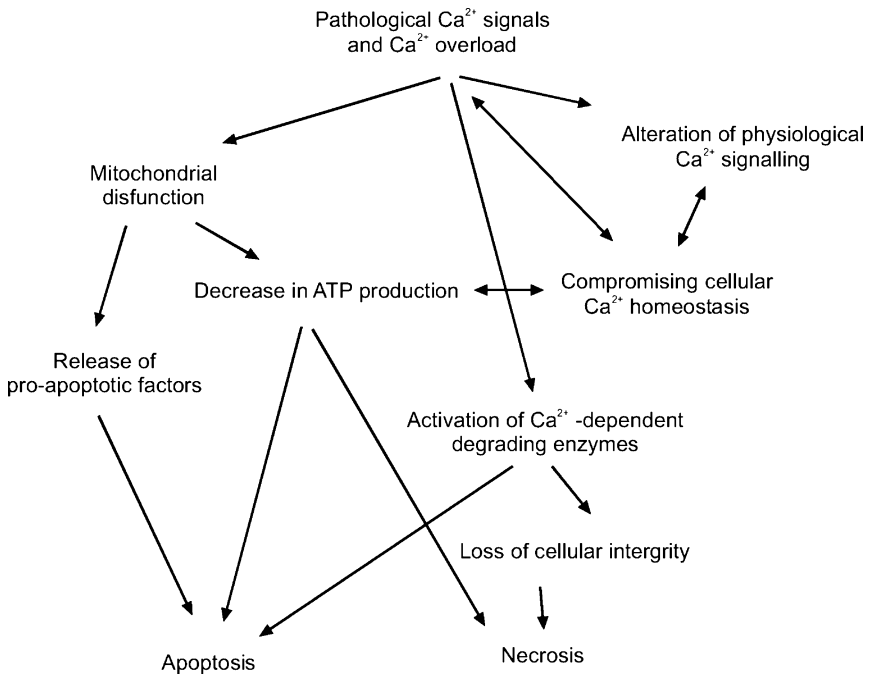 Pathological Ca²⁺ signals
and Ca²⁺ overload
Alteration of physiological
Ca²⁺ signalling
Mitochondrial
disfunction
Decrease in ATP production
Compromising cellular
Ca²⁺ homeostasis
Release of
pro-apoptotic factors
Activation of Ca²⁺ -dependent
degrading enzymes
Loss of cellular intergrity
Apoptosis
Necrosis